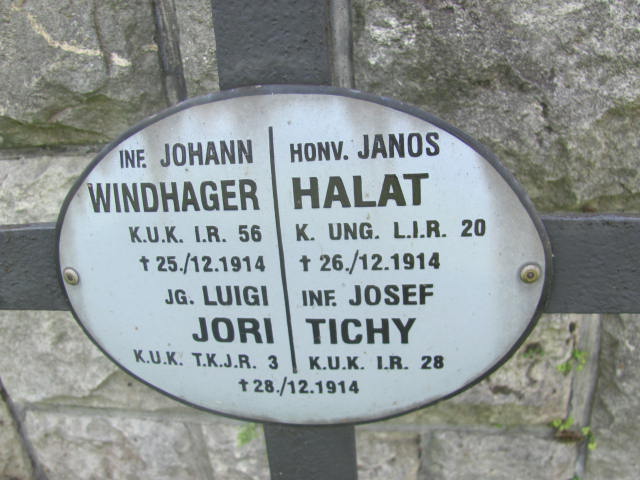 INF. JOHANN
WINDHAGER
K.U.K. I.R. 56
† 25./12.1914
HONV. JANOS
HALAT
K. UNG. L.I.R. 20
† 26./12.1914
JG. LUIGI
JORI
K.U.K. T.K.J.R. 3
INF. JOSEF
TICHY
K.U.K. I.R. 28
† 28./12.1914